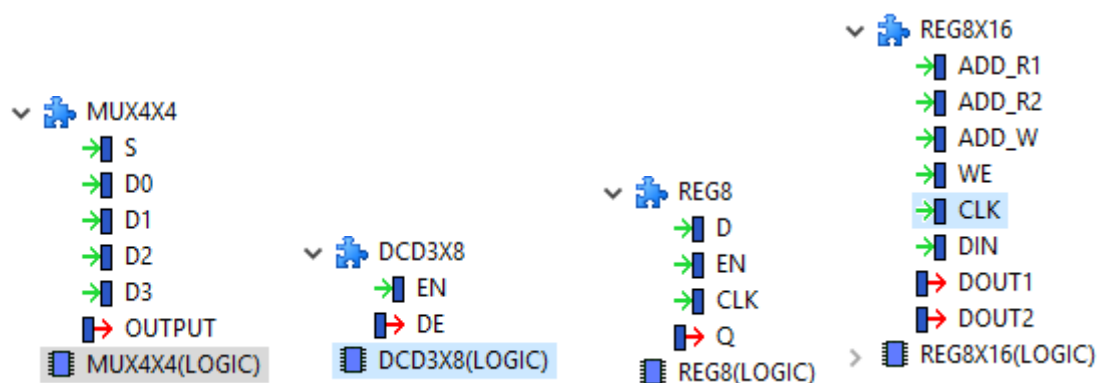 MUX4X4
S
D0
D1
D2
D3
OUTPUT
MUX4X4(LOGIC)
DCD3X8
EN
DE
DCD3X8(LOGIC)
REG8
D
EN
CLK
Q
REG8(LOGIC)
REG8X16
ADD_R1
ADD_R2
ADD_W
WE
CLK
DIN
DOUT1
DOUT2
REG8X16(LOGIC)